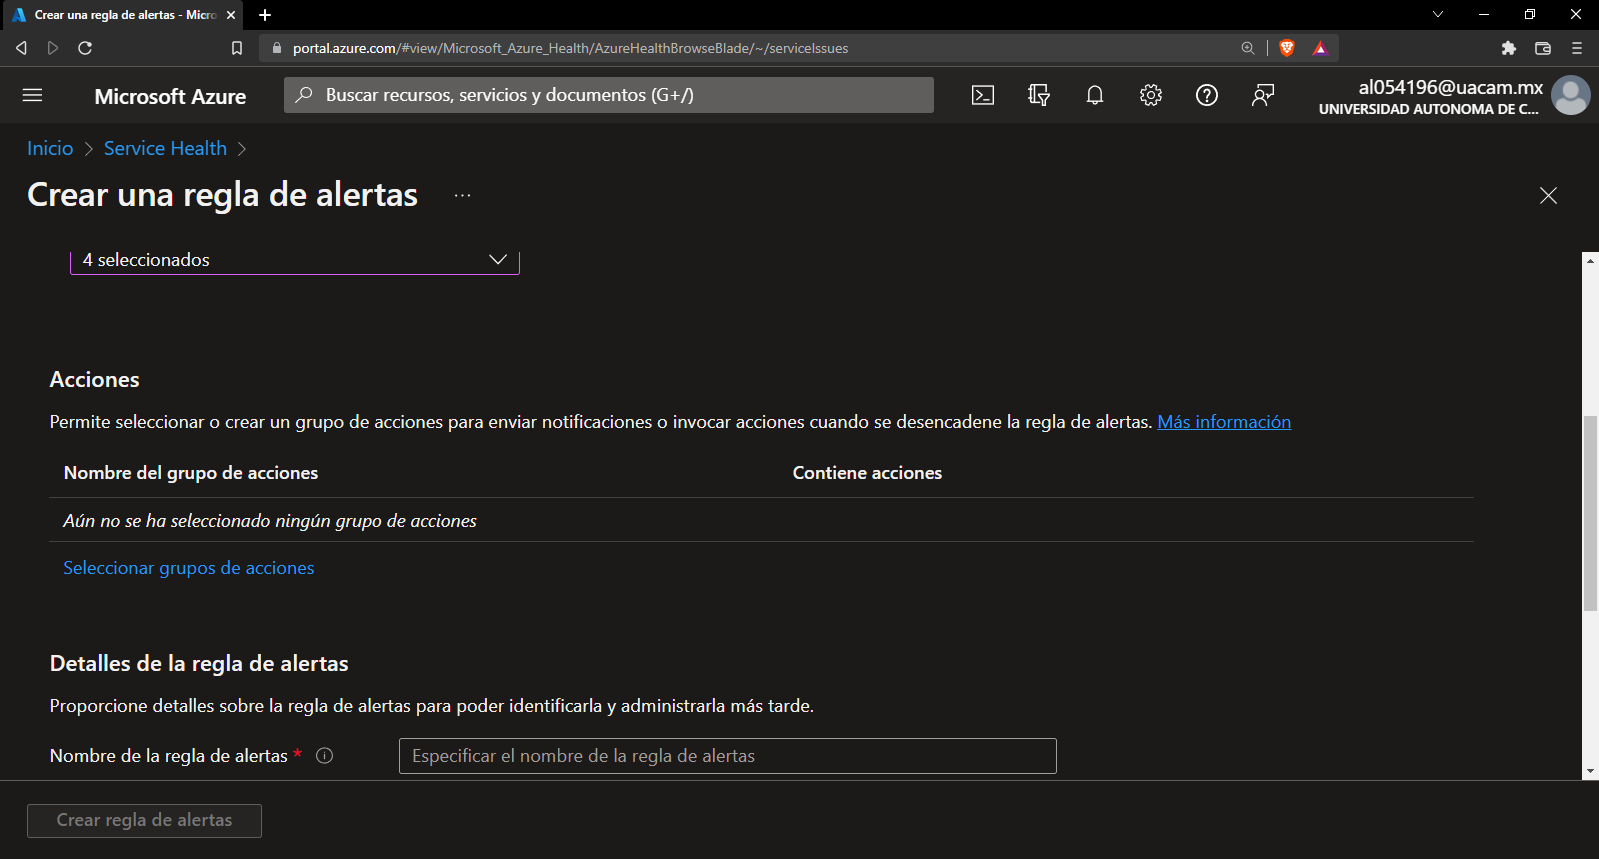 Crear una regla de alertas - Micro
portal.azure.com/#view/Microsoft_Azure_Health/AzureHealthBrowseBlade/~/serviceIssues
Microsoft Azure
Buscar recursos, servicios y documentos (G+/)
al054196@uacam.mx
UNIVERSIDAD AUTONOMA DE C...
Inicio > Service Health >
Crear una regla de alertas ...
4 seleccionados
Acciones
Permite seleccionar o crear un grupo de acciones para enviar notificaciones o invocar acciones cuando se desencadene la regla de alertas. Más información
Nombre del grupo de acciones Contiene acciones
Aún no se ha seleccionado ningún grupo de acciones
Seleccionar grupos de acciones
Detalles de la regla de alertas
Proporcione detalles sobre la regla de alertas para poder identificarla y administrarla más tarde.
Nombre de la regla de alertas * Especificar el nombre de la regla de alertas
Crear regla de alertas